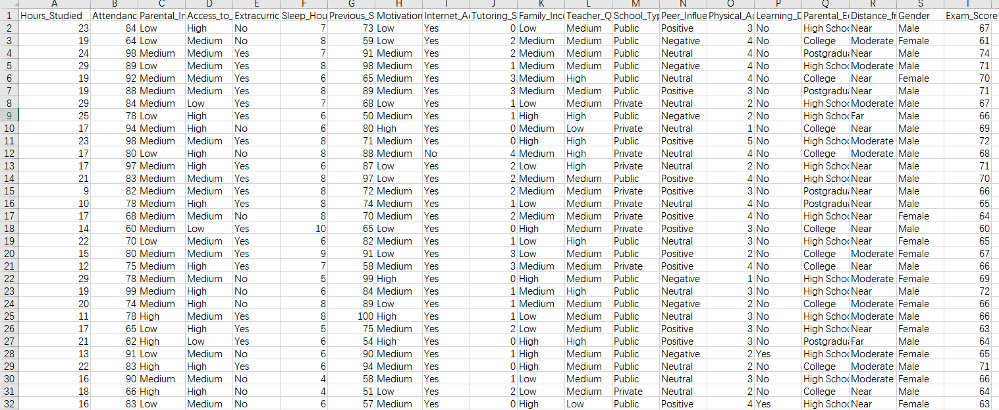 A B C D E F G H I J K L M N O P Q R S T
1 Hours_Studied Attendanc Parental_In Access_to_ Extracurric Sleep_Hou Previous_S Motivation Internet_A Tutoring_S Family_Inc Teacher_Q School_Typ Peer_Influe Physical_Ac Learning_D Parental_Ed Distance_fr Gender Exam_Score
2 23 84 Low High No 7 73 Low Yes 0 Low Medium Public Positive 3 No High Schoo Near Male 67
3 19 64 Low Medium No 8 59 Low Yes 2 Medium Medium Public Negative 4 No College Moderate Female 61
4 24 98 Medium Medium Yes 7 91 Medium Yes 2 Medium Medium Public Neutral 4 No Postgradua Near Male 74
5 29 89 Low Medium Yes 8 98 Medium Yes 1 Medium Medium Public Negative 4 No High Schoo Moderate Male 71
6 19 92 Medium Medium Yes 6 65 Medium Yes 3 Medium High Public Neutral 4 No College Near Female 70
7 19 88 Medium Medium Yes 8 89 Medium Yes 3 Medium Medium Public Positive 3 No Postgradua Near Male 71
8 29 84 Medium Low Yes 7 68 Low Yes 1 Low Medium Private Neutral 2 No High Schoo Moderate Male 67
9 25 78 Low High Yes 6 50 Medium Yes 1 High High Public Negative 2 No High Schoo Far Male 66
10 17 94 Medium High No 6 80 High Yes 0 Medium Low Private Neutral 1 No College Near Male 69
11 23 98 Medium Medium Yes 8 71 Medium Yes 0 High High Public Positive 5 No High Schoo Moderate Male 72
12 17 80 Low High No 8 88 Medium No 4 Medium High Private Neutral 4 No College Moderate Male 68
13 17 97 Medium High Yes 6 87 Low Yes 2 Low High Private Neutral 2 No High Schoo Near Male 71
14 21 83 Medium Medium Yes 8 97 Low Yes 2 Medium Medium Public Positive 4 No High Schoo Near Male 70
15 9 82 Medium Medium Yes 8 72 Medium Yes 2 Medium Medium Private Positive 3 No Postgradua Near Male 66
16 10 78 Medium High Yes 8 74 Medium Yes 1 Low Medium Private Neutral 4 No Postgradua Near Male 65
17 17 68 Medium Medium No 8 70 Medium Yes 2 Medium Medium Private Positive 4 No High Schoo Near Female 64
18 14 60 Medium Low Yes 10 65 Low Yes 0 High Medium Private Positive 3 No College Near Male 60
19 22 70 Low Medium Yes 6 82 Medium Yes 1 Low High Public Neutral 3 No High Schoo Near Female 65
20 15 80 Medium Medium Yes 9 91 Low Yes 3 Low Medium Public Positive 2 No College Moderate Female 67
21 12 75 Medium High Yes 7 58 Medium Yes 3 Medium Medium Private Positive 4 No College Near Male 66
22 29 78 Medium Medium No 5 99 High Yes 0 High Medium Public Negative 1 No High Schoo Moderate Female 69
23 19 99 Medium High No 6 84 Medium Yes 1 Medium High Public Neutral 3 No High Schoo Near Male 72
24 20 74 Medium High No 8 89 Low Yes 1 Medium Medium Public Negative 2 No College Moderate Female 66
25 11 78 High Medium Yes 8 100 High Yes 1 Low Medium Public Neutral 3 No High Schoo Moderate Male 66
26 17 65 Low High Yes 5 75 Medium Yes 2 Low Medium Public Positive 3 No High Schoo Near Female 63
27 21 62 High Low Yes 6 54 High Yes 0 High High Public Positive 3 No Postgradua Far Male 64
28 13 91 Low Medium No 6 90 Medium Yes 1 High Medium Public Negative 2 Yes High Schoo Moderate Female 65
29 22 83 High High Yes 6 94 Medium Yes 0 High Medium Public Neutral 2 No College Moderate Male 71
30 16 90 Medium Medium No 4 58 Medium Yes 1 Low Medium Public Neutral 3 No High Schoo Moderate Female 66
31 18 66 High High No 4 51 Low Yes 2 Low Medium Private Neutral 2 No College Near Male 64
32 16 83 Low Medium No 6 57 Medium Yes 0 High Low Public Positive 4 Yes High Schoo Near Female 63